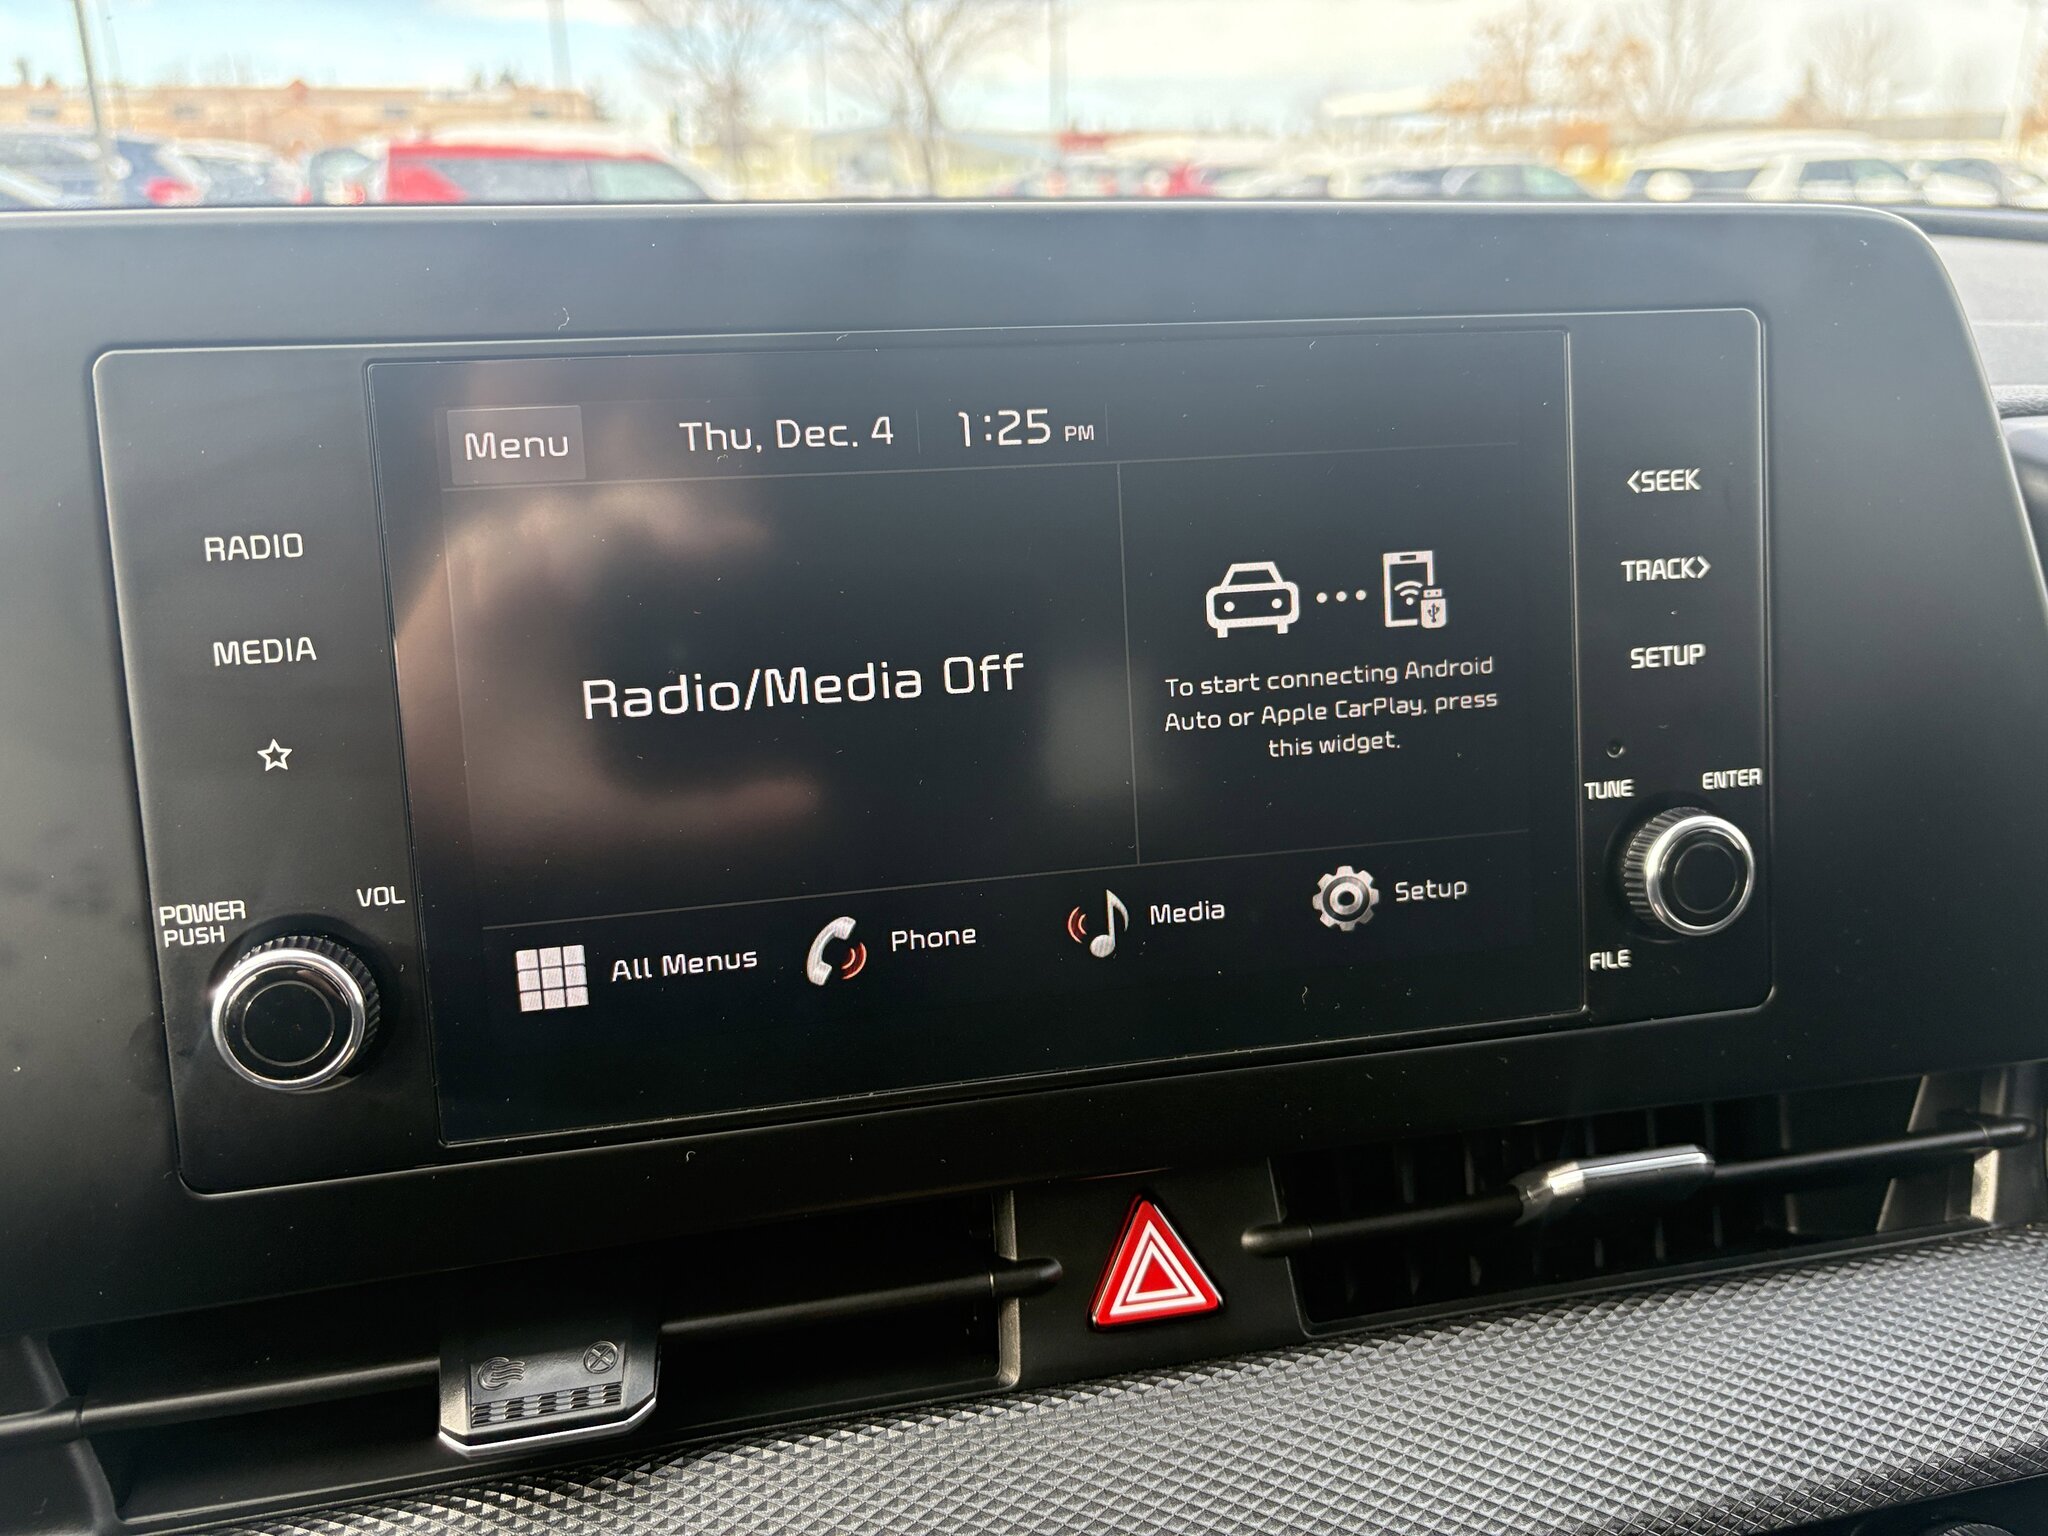 Menu
Thu, Dec. 4
1:25 PM
RADIO
MEDIA
POWER
PUSH
VOL
Radio/Media Off
To start connecting Android
Auto or Apple CarPlay, press
this widget.
All Menus
Phone
Media
Setup
<SEEK
TRACK>
SETUP
TUNE
ENTER
FILE